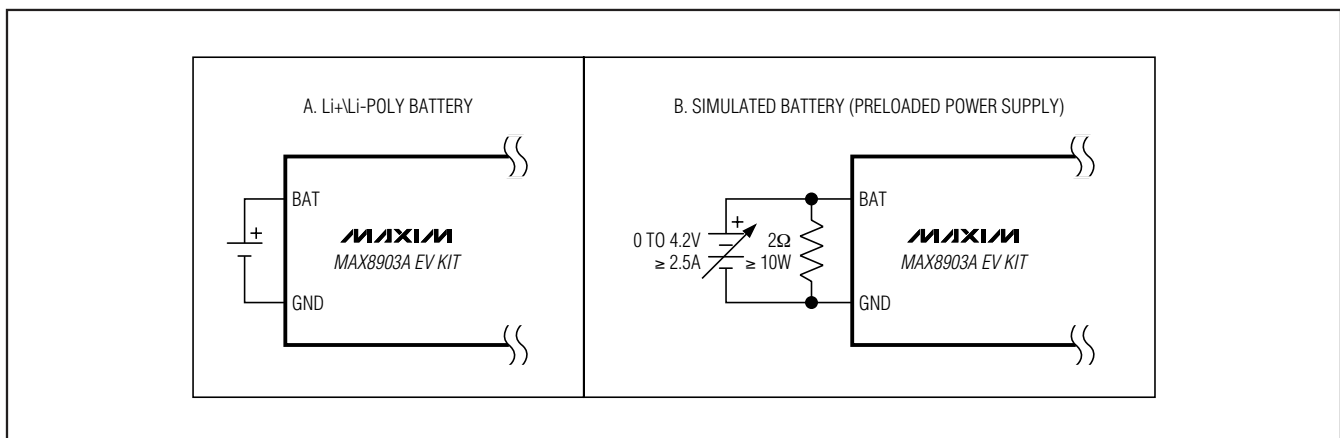 A. Li+\Li-POLY BATTERY
BAT
+
MAXIM
MAX8903A EV KIT
GND
B. SIMULATED BATTERY (PRELOADED POWER SUPPLY)
BAT
+
0 TO 4.2V
≥ 2.5A
2Ω
≥ 10W
MAXIM
MAX8903A EV KIT
GND